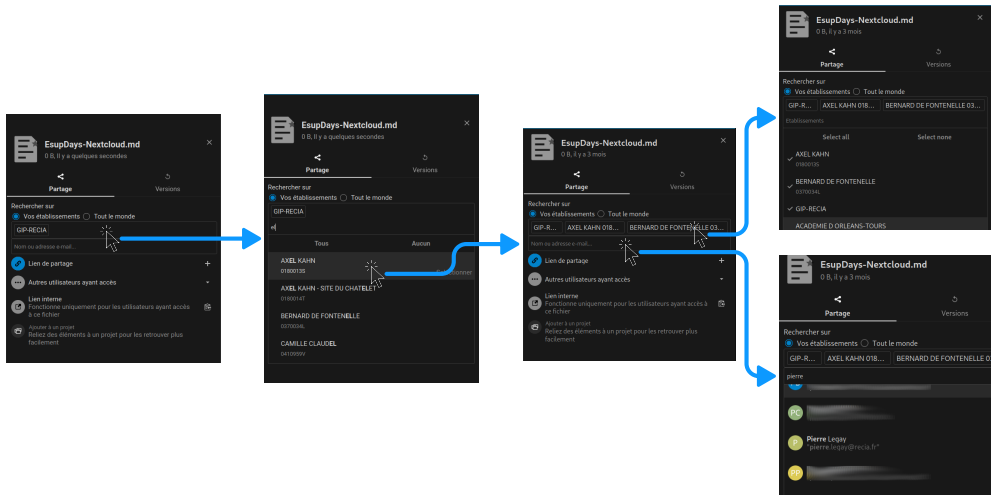 EsupDays-Nextcloud.md
0 B, Il y a quelques secondes
Partage
Versions
Rechercher sur
Vos établissements
Tout le monde
GIP-RECIA
Nom ou adresse e-mail...
Lien de partage
Autres utilisateurs ayant accès
Lien interne
Fonctionne uniquement pour les utilisateurs ayant accès
à ce fichier
Ajouter à un projet
Reliez des éléments à un projet pour les retrouver plus
facilement
EsupDays-Nextcloud.md
0 B, Il y a quelques secondes
Partage
Versions
Rechercher sur
Vos établissements
Tout le monde
GIP-RECIA
el
Tous
Aucun
AXEL KAHN
0180013S
AXEL KAHN - SITE DU CHATELET
0180014T
BERNARD DE FONTENELLE
0370034L
CAMILLE CLAUDEL
0410959V
EsupDays-Nextcloud.md
0 B, il y a 3 mois
Partage
Versions
Rechercher sur
Vos établissements
Tout le monde
GIP-R...
AXEL KAHN 018...
BERNARD DE FONTENELLE 03...
Nom ou adresse e-mail...
Lien de partage
Autres utilisateurs ayant accès
Lien interne
Fonctionne uniquement pour les utilisateurs ayant accès à
ce fichier
Ajouter à un projet
Reliez des éléments à un projet pour les retrouver plus
facilement
EsupDays-Nextcloud.md
0 B, il y a 3 mois
Partage
Versions
Rechercher sur
Vos établissements
Tout le monde
GIP-R...
AXEL KAHN 018...
BERNARD DE FONTENELLE 03...
Etablissements
Select all
Select none
AXEL KAHN
0180013S
BERNARD DE FONTENELLE
0370034L
GIP-RECIA
ACADEMIE D ORLEANS-TOURS
EsupDays-Nextcloud.md
0 B, il y a 3 mois
Partage
Versions
Rechercher sur
Vos établissements
Tout le monde
GIP-R...
AXEL KAHN 018...
BERNARD DE FONTENELLE 0
pierre
PC
P
Pierre Legay
"pierre.legay@recia.fr"
PP